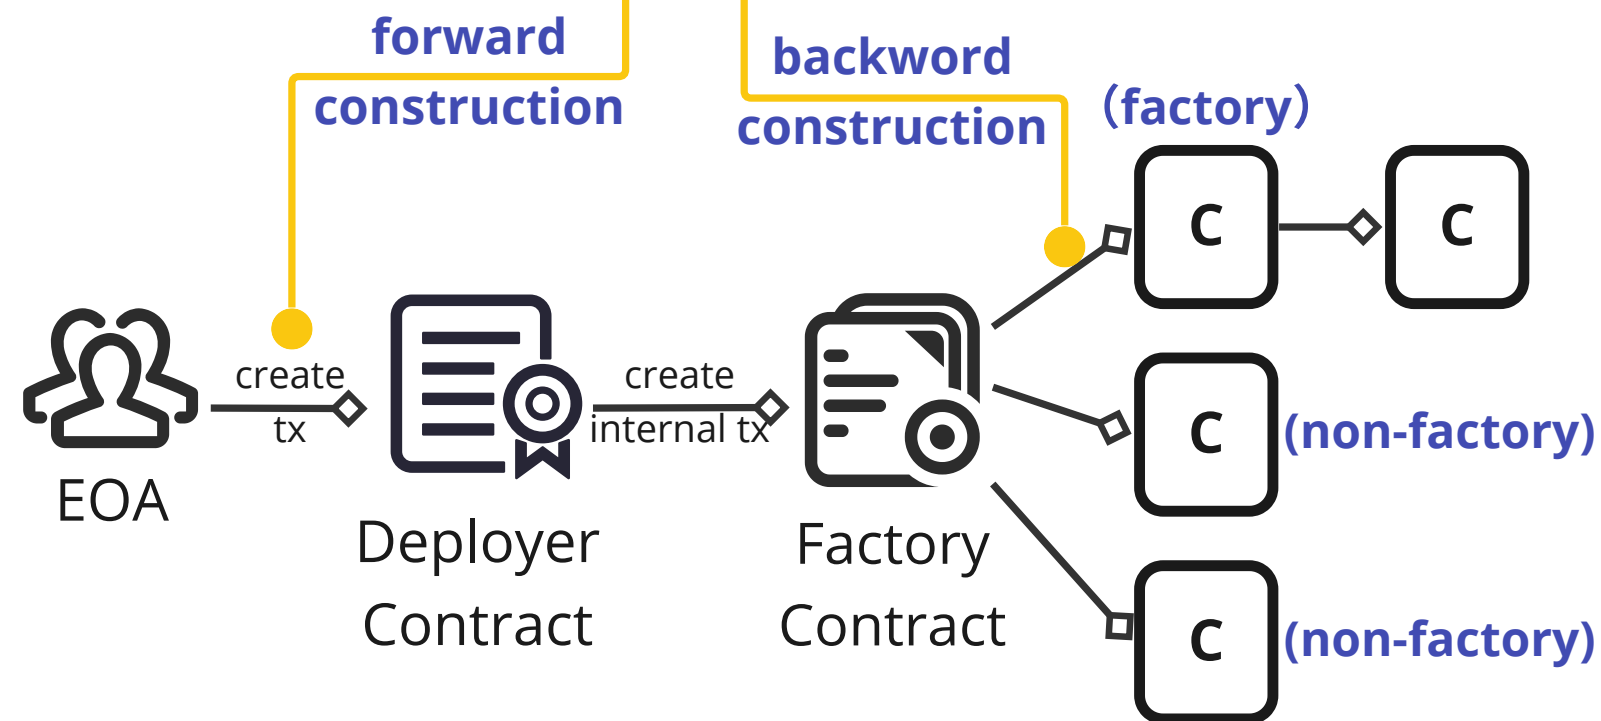 forward
construction
backword
construction
(factory)
C
C
create
tx
create
internal tx
C
(non-factory)
EOA
Deployer
Contract
Factory
Contract
C
(non-factory)